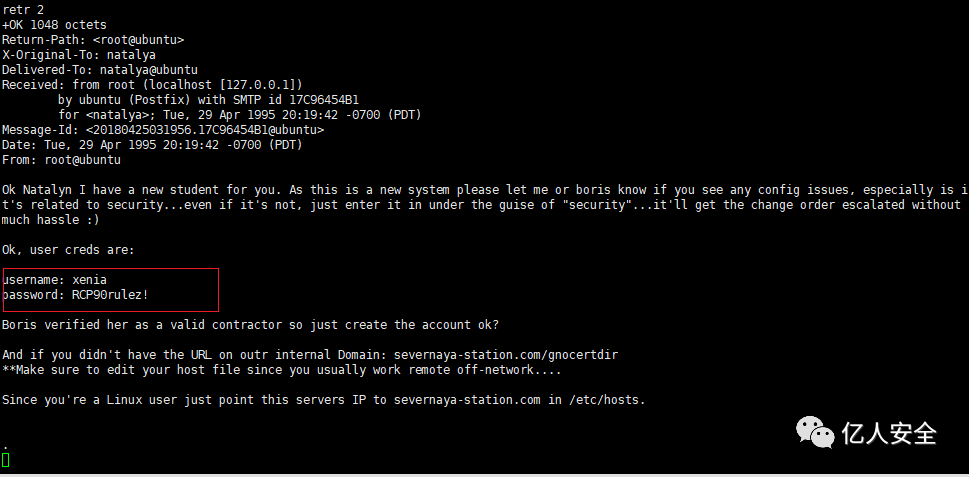 retr 2
+OK 1048 octets
Return-Path: <root@ubuntu>
X-Original-To: natalya
Delivered-To: natalya@ubuntu
Received: from root (localhost [127.0.0.1])
        by ubuntu (Postfix) with SMTP id 17C96454B1
        for <natalya>; Tue, 29 Apr 1995 20:19:42 -0700 (PDT)
Message-Id: <20180425031956.17C96454B1@ubuntu>
Date: Tue, 29 Apr 1995 20:19:42 -0700 (PDT)
From: root@ubuntu

Ok Natalyn I have a new student for you. As this is a new system please let me or boris know if you see any config issues, especially is i
t's related to security...even if it's not, just enter it in under the guise of "security"...it'll get the change order escalated without
much hassle :)

Ok, user creds are:

username: xenia
password: RCP90rulez!

Boris verified her as a valid contractor so just create the account ok?

And if you didn't have the URL on outr internal Domain: severnaya-station.com/gnocertdir
**Make sure to edit your host file since you usually work remote off-network....

Since you're a Linux user just point this servers IP to severnaya-station.com in /etc/hosts.

.
亿人安全